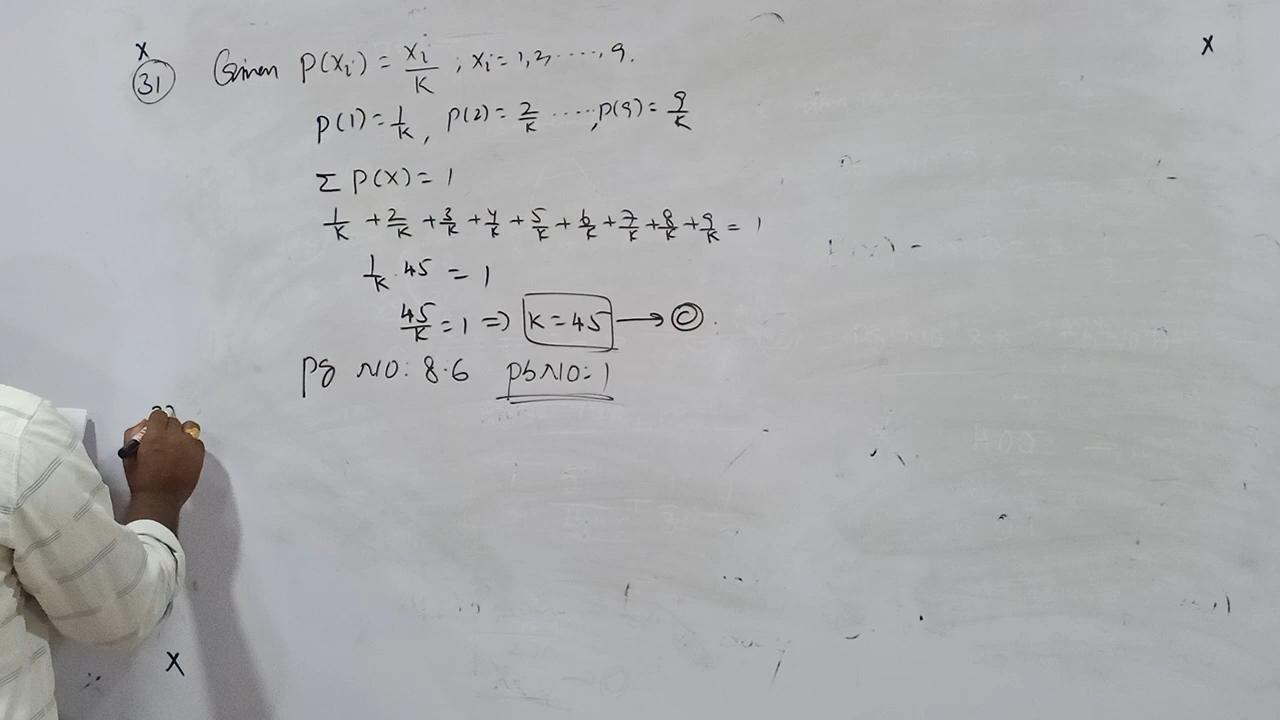 x
x
31 Given P(xi) = xi/K ; xi = 1, 2, ....., 9.
P(1) = 1/K, P(2) = 2/K ....., P(9) = 9/K
Σ P(X) = 1
1/K + 2/K + 3/K + 4/K + 5/K + 6/K + 7/K + 8/K + 9/K = 1
1/K . 45 = 1
45/K = 1 => K = 45 → C.
Pg NO: 8.6 Pb NO: 1
x